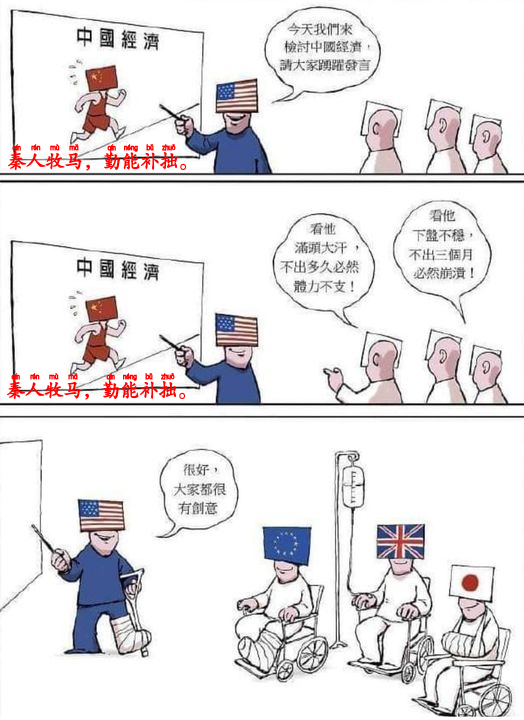 中國經濟
今天我們來
檢討中國經濟，
請大家踴躍發言
qín rén mù mǎ qín néng bǔ zhuō
秦人牧马，勤能补拙。
看他
滿頭大汗，
不出多久必然
體力不支！
看他
下盤不穩，
不出三個月
必然崩潰！
中國經濟
qín rén mù mǎ qín néng bǔ zhuō
秦人牧马，勤能补拙。
很好，
大家都很
有創意